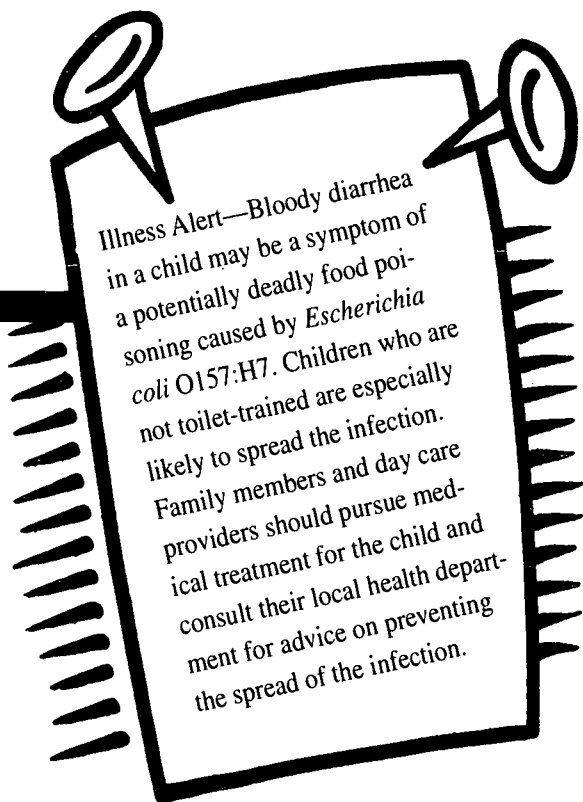 Illness Alert—Bloody diarrhea
in a child may be a symptom of
a potentially deadly food poi-
soning caused by Escherichia
coli O157:H7. Children who are
not toilet-trained are especially
likely to spread the infection.
Family members and day care
providers should pursue med-
ical treatment for the child and
consult their local health depart-
ment for advice on preventing
the spread of the infection.